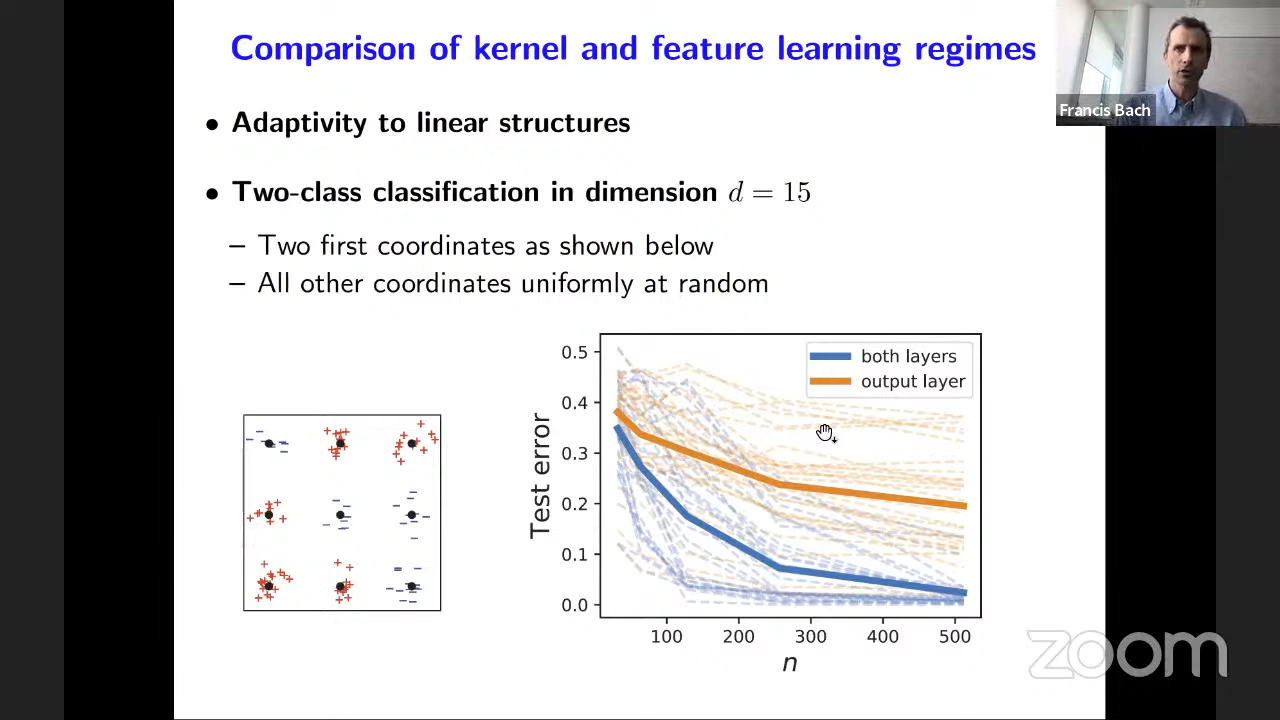 Comparison of kernel and feature learning regimes
Francis Bach
• Adaptivity to linear structures
• Two-class classification in dimension d = 15
– Two first coordinates as shown below
– All other coordinates uniformly at random
both layers
output layer
Test error
0.5
0.4
0.3
0.2
0.1
0.0
100 200 300 400 500
n
zoom